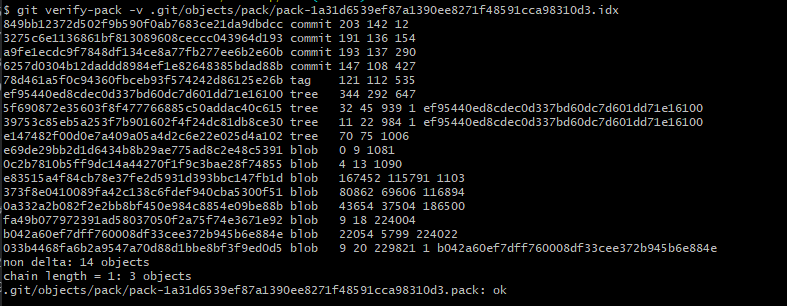 $ git verify-pack -v .git/objects/pack/pack-1a31d6539ef87a1390ee8271f48591cca98310d3.idx
849bb12372d502f9b590f0ab7683ce21da9dbdcc commit 203 142 12
3275c6e1136861bf813089608ceccc043964d193 commit 191 136 154
a9fe1ecdc9f7848df134ce8a77fb277ee6b2e60b commit 193 137 290
6257d0304b12daddd8984ef1e82648385bdad88b commit 147 108 427
78d461a5f0c94360fbceb93f574242d86125e26b tag    121 112 535
ef95440ed8cdec0d337bd60dc7d601dd71e16100 tree   344 292 647
5f690872e35603f8f477766885c50addac40c615 tree   32 45 939 1 ef95440ed8cdec0d337bd60dc7d601dd71e16100
39753c85eb5a253f7b901602f4f24dc81db8ce30 tree   11 22 984 1 ef95440ed8cdec0d337bd60dc7d601dd71e16100
e147482f00d0e7a409a05a4d2c6e22e025d4a102 tree   70 75 1006
e69de29bb2d1d6434b8b29ae775ad8c2e48c5391 blob   0 9 1081
0c2b7810b5ff9dc14a44270f1f9c3bae28f74855 blob   4 13 1090
e83515a4f84cb78e37fe2d5931d393bbc147fb1d blob   167452 115791 1103
373f8e0410089fa42c138c6fdef940cba5300f51 blob   80862 69606 116894
0a332a2b082f2e2bb8bf450e984c8854e09be88b blob   43654 37504 186500
fa49b077972391ad58037050f2a75f74e3671e92 blob   9 18 224004
b042a60ef7dff760008df33cee372b945b6e884e blob   22054 5799 224022
033b4468fa6b2a9547a70d88d1bbe8bf3f9ed0d5 blob   9 20 229821 1 b042a60ef7dff760008df33cee372b945b6e884e
non delta: 14 objects
chain length = 1: 3 objects
.git/objects/pack/pack-1a31d6539ef87a1390ee8271f48591cca98310d3.pack: ok